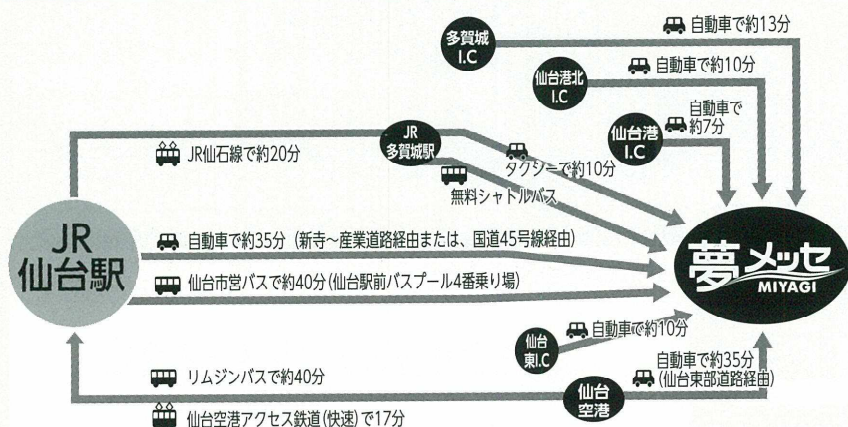 多賀城
I.C
自動車で約13分
仙台港北
I.C
自動車で約10分
仙台港
I.C
自動車で
約7分
JR
多賀城駅
JR仙石線で約20分
タクシーで約10分
無料シャトルバス
JR
仙台駅
自動車で約35分 (新寺～産業道路経由または、国道45号線経由)
仙台市営バスで約40分(仙台駅前バスプール4番乗り場)
夢メッセ
MIYAGI
仙台
東I.C
自動車で約10分
リムジンバスで約40分
仙台空港アクセス鉄道(快速)で17分
仙台
空港
自動車で約35分
(仙台東部道路経由)